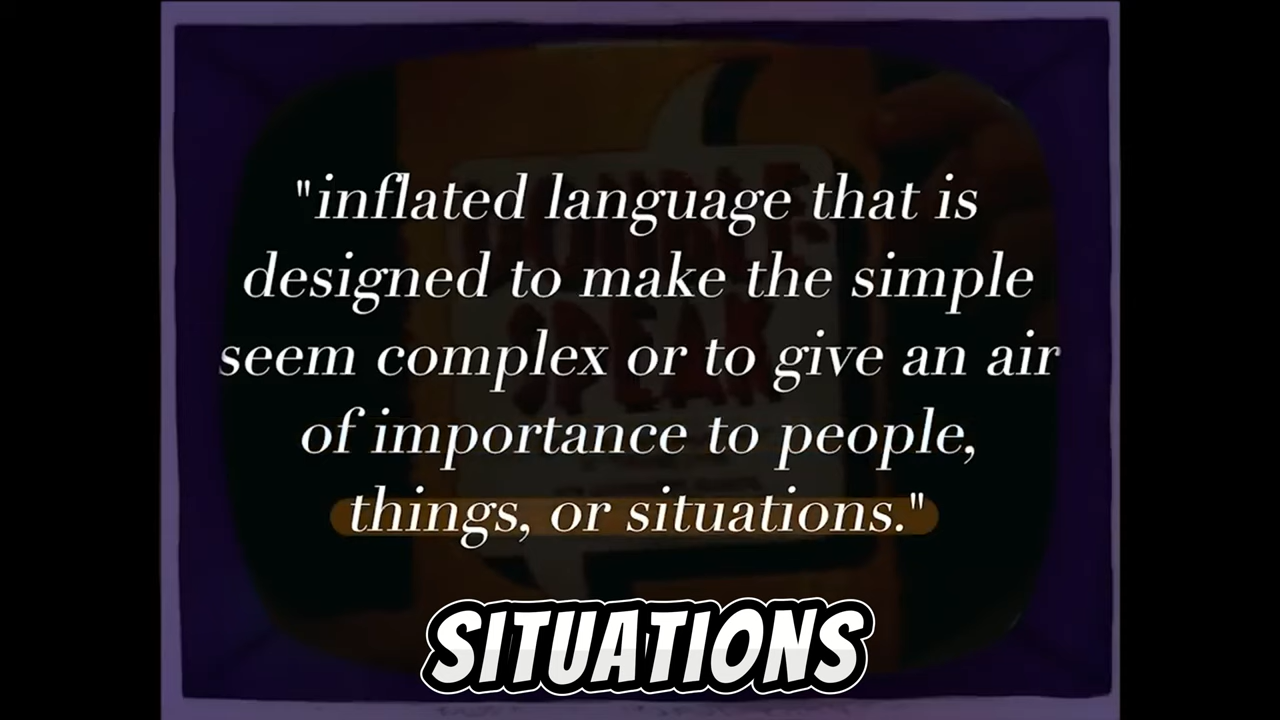 "inflated language that is
designed to make the simple
seem complex or to give an air
of importance to people,
things, or situations."
SITUATIONS